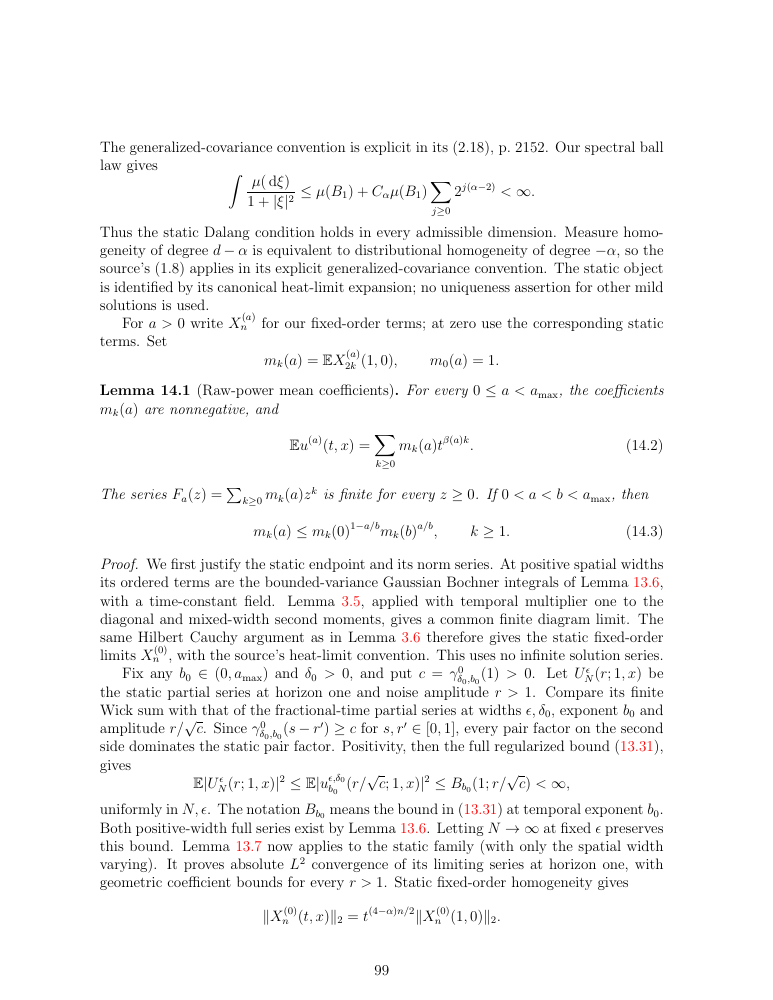 The generalized-covariance convention is explicit in its (2.18), p. 2152. Our spectral ball
law gives
∫ μ(dξ) / (1 + |ξ|²) ≤ μ(B₁) + C_α μ(B₁) ∑_{j≥0} 2^{j(α−2)} < ∞.
Thus the static Dalang condition holds in every admissible dimension. Measure homo-
geneity of degree d − α is equivalent to distributional homogeneity of degree −α, so the
source's (1.8) applies in its explicit generalized-covariance convention. The static object
is identified by its canonical heat-limit expansion; no uniqueness assertion for other mild
solutions is used.
For a > 0 write X_n^{(a)} for our fixed-order terms; at zero use the corresponding static
terms. Set
m_k(a) = 𝔼X_{2k}^{(a)}(1, 0), m_0(a) = 1.
Lemma 14.1 (Raw-power mean coefficients). For every 0 ≤ a < a_max, the coefficients
m_k(a) are nonnegative, and
𝔼u^{(a)}(t, x) = ∑_{k≥0} m_k(a)t^{β(a)k}. (14.2)
The series F_a(z) = ∑_{k≥0} m_k(a)z^k is finite for every z ≥ 0. If 0 < a < b < a_max, then
m_k(a) ≤ m_k(0)^{1−a/b} m_k(b)^{a/b}, k ≥ 1. (14.3)
Proof. We first justify the static endpoint and its norm series. At positive spatial widths
its ordered terms are the bounded-variance Gaussian Bochner integrals of Lemma 13.6,
with a time-constant field. Lemma 3.5, applied with temporal multiplier one to the
diagonal and mixed-width second moments, gives a common finite diagram limit. The
same Hilbert Cauchy argument as in Lemma 3.6 therefore gives the static fixed-order
limits X_n^{(0)}, with the source's heat-limit convention. This uses no infinite solution series.
Fix any b_0 ∈ (0, a_max) and δ_0 > 0, and put c = γ^0_{δ_0,b_0}(1) > 0. Let U_N^ϵ(r; 1, x) be
the static partial series at horizon one and noise amplitude r > 1. Compare its finite
Wick sum with that of the fractional-time partial series at widths ϵ, δ_0, exponent b_0 and
amplitude r/√c. Since γ^0_{δ_0,b_0}(s − r′) ≥ c for s, r′ ∈ [0, 1], every pair factor on the second
side dominates the static pair factor. Positivity, then the full regularized bound (13.31),
gives
𝔼|U_N^ϵ(r; 1, x)|² ≤ 𝔼|u_{b_0}^{ϵ,δ_0}(r/√c; 1, x)|² ≤ B_{b_0}(1; r/√c) < ∞,
uniformly in N, ϵ. The notation B_{b_0} means the bound in (13.31) at temporal exponent b_0.
Both positive-width full series exist by Lemma 13.6. Letting N → ∞ at fixed ϵ preserves
this bound. Lemma 13.7 now applies to the static family (with only the spatial width
varying). It proves absolute L² convergence of its limiting series at horizon one, with
geometric coefficient bounds for every r > 1. Static fixed-order homogeneity gives
‖X_n^{(0)}(t, x)‖₂ = t^{(4−α)n/2}‖X_n^{(0)}(1, 0)‖₂.
99